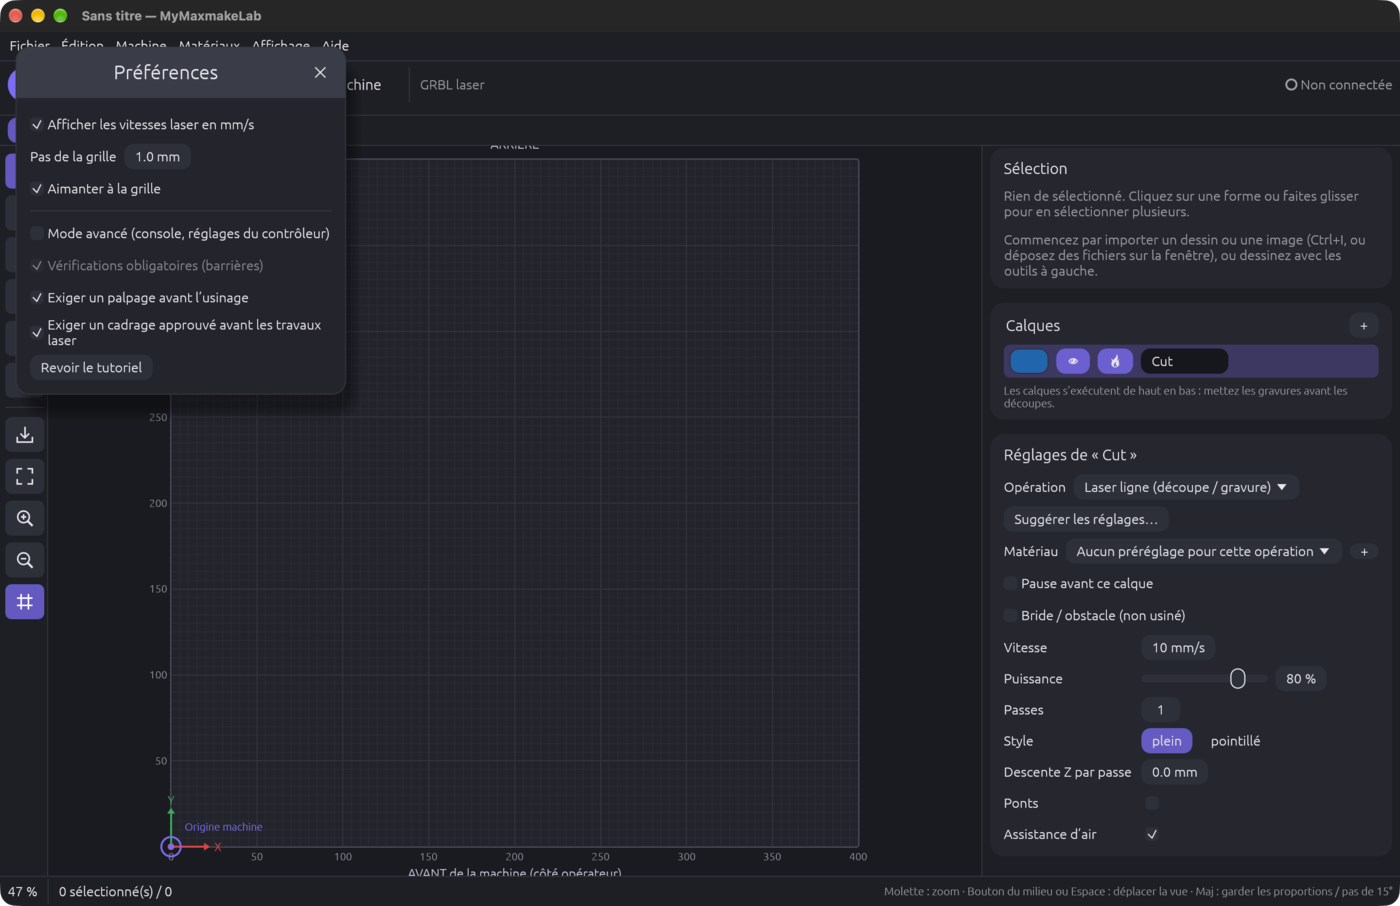 Sans titre — MyMaxmakeLab
Fichier Édition Machine Matériaux Affichage Aide
Préférences
chine
GRBL laser
Non connectée
Afficher les vitesses laser en mm/s
Pas de la grille 1.0 mm
Aimanter à la grille
Mode avancé (console, réglages du contrôleur)
Vérifications obligatoires (barrières)
Exiger un palpage avant l'usinage
Exiger un cadrage approuvé avant les travaux
laser
Revoir le tutoriel
ARRIÈRE
250
200
150
100
50
Y
Origine machine
X
0 50 100 150 200 250 300 350 400
AVANT de la machine (côté opérateur)
Sélection
Rien de sélectionné. Cliquez sur une forme ou faites glisser
pour en sélectionner plusieurs.
Commencez par importer un dessin ou une image (Ctrl+I, ou
déposez des fichiers sur la fenêtre), ou dessinez avec les
outils à gauche.
Calques +
Cut
Les calques s'exécutent de haut en bas : mettez les gravures avant les
découpes.
Réglages de « Cut »
Opération Laser ligne (découpe / gravure)
Suggérer les réglages…
Matériau Aucun préréglage pour cette opération +
Pause avant ce calque
Bride / obstacle (non usiné)
Vitesse 10 mm/s
Puissance 80 %
Passes 1
Style plein pointillé
Descente Z par passe 0.0 mm
Ponts
Assistance d'air
47 % 0 sélectionné(s) / 0
Molette : zoom · Bouton du milieu ou Espace : déplacer la vue · Maj : garder les proportions / pas de 15°